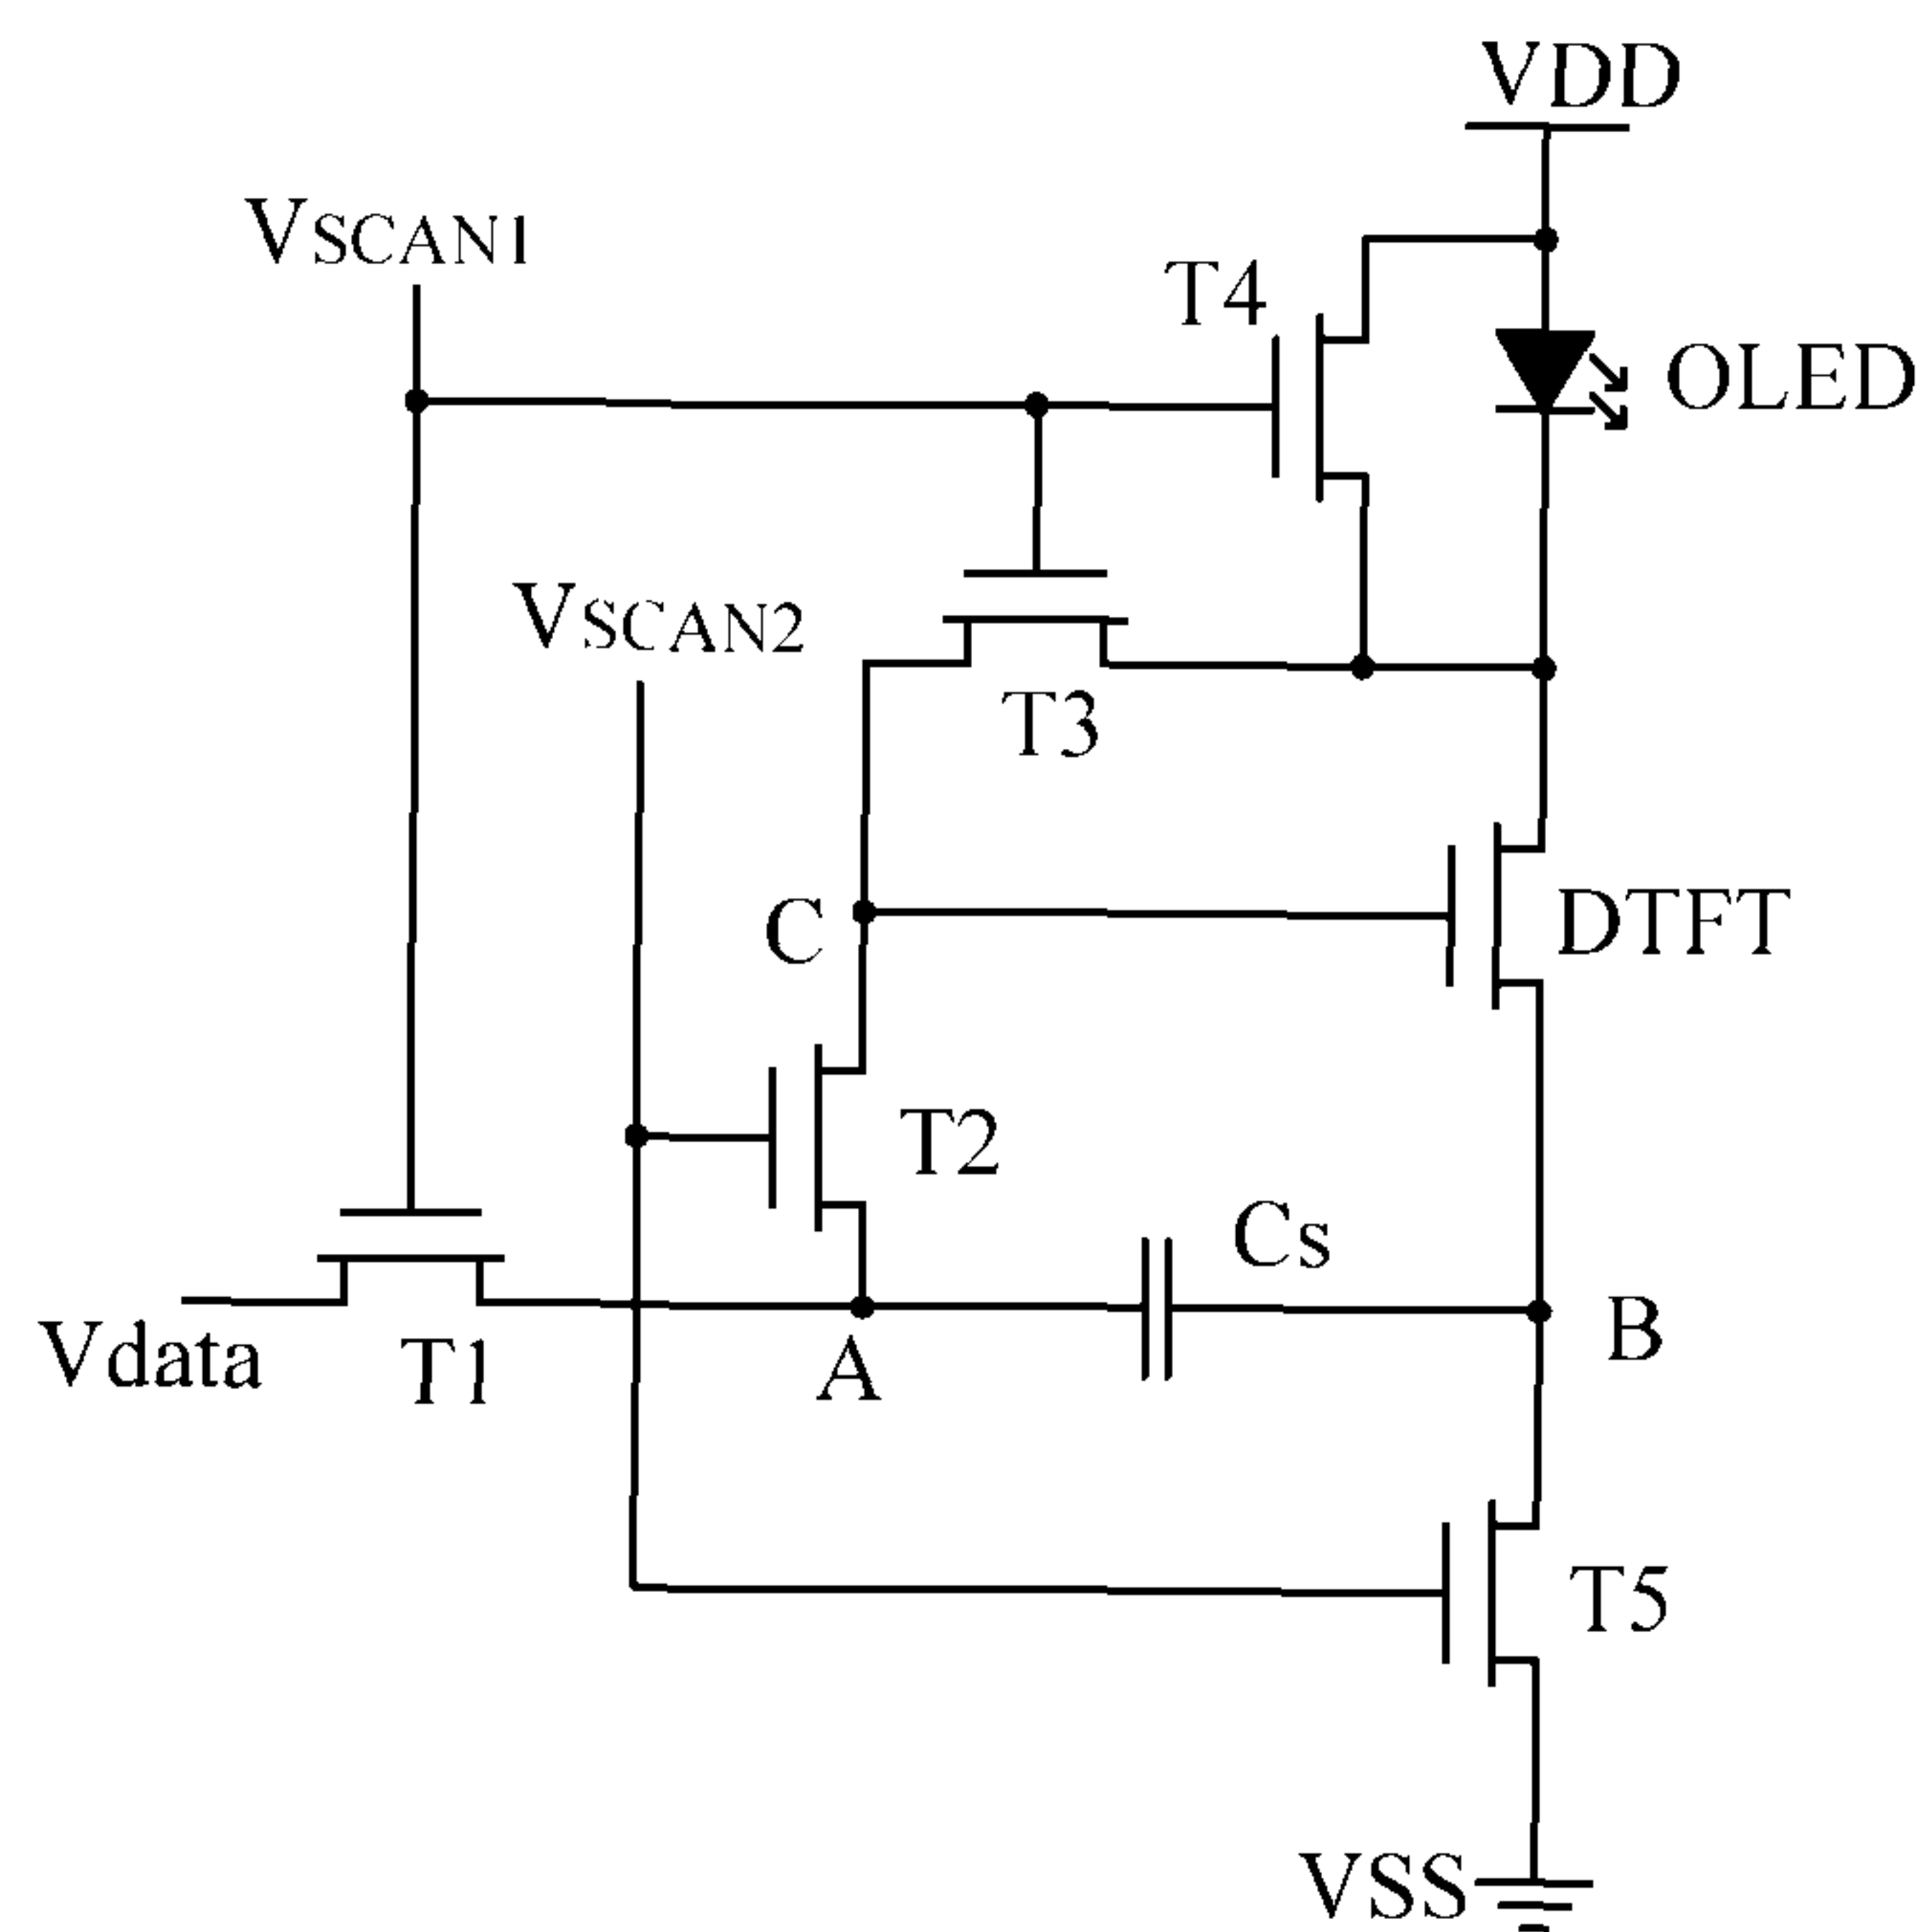 VDD
VSCAN1
T4
OLED
VSCAN2
T3
C
DTFT
T2
Cs
B
Vdata
T1
A
T5
VSS